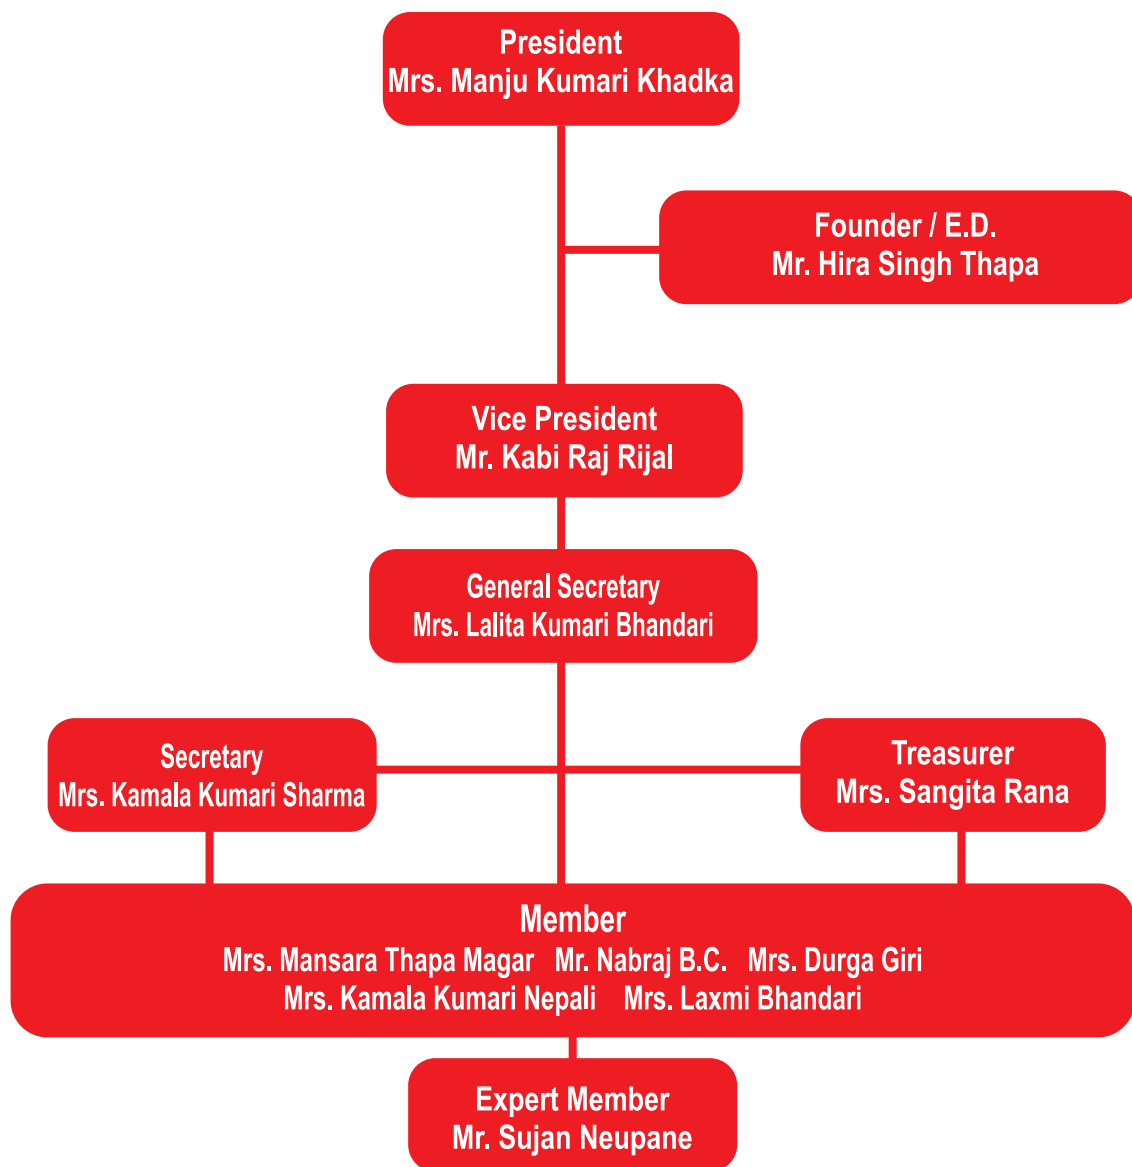 President
Mrs. Manju Kumari Khadka
Founder / E.D.
Mr. Hira Singh Thapa
Vice President
Mr. Kabi Raj Rijal
General Secretary
Mrs. Lalita Kumari Bhandari
Secretary
Mrs. Kamala Kumari Sharma
Treasurer
Mrs. Sangita Rana
Member
Mrs. Mansara Thapa Magar Mr. Nabraj B.C. Mrs. Durga Giri
Mrs. Kamala Kumari Nepali Mrs. Laxmi Bhandari
Expert Member
Mr. Sujan Neupane